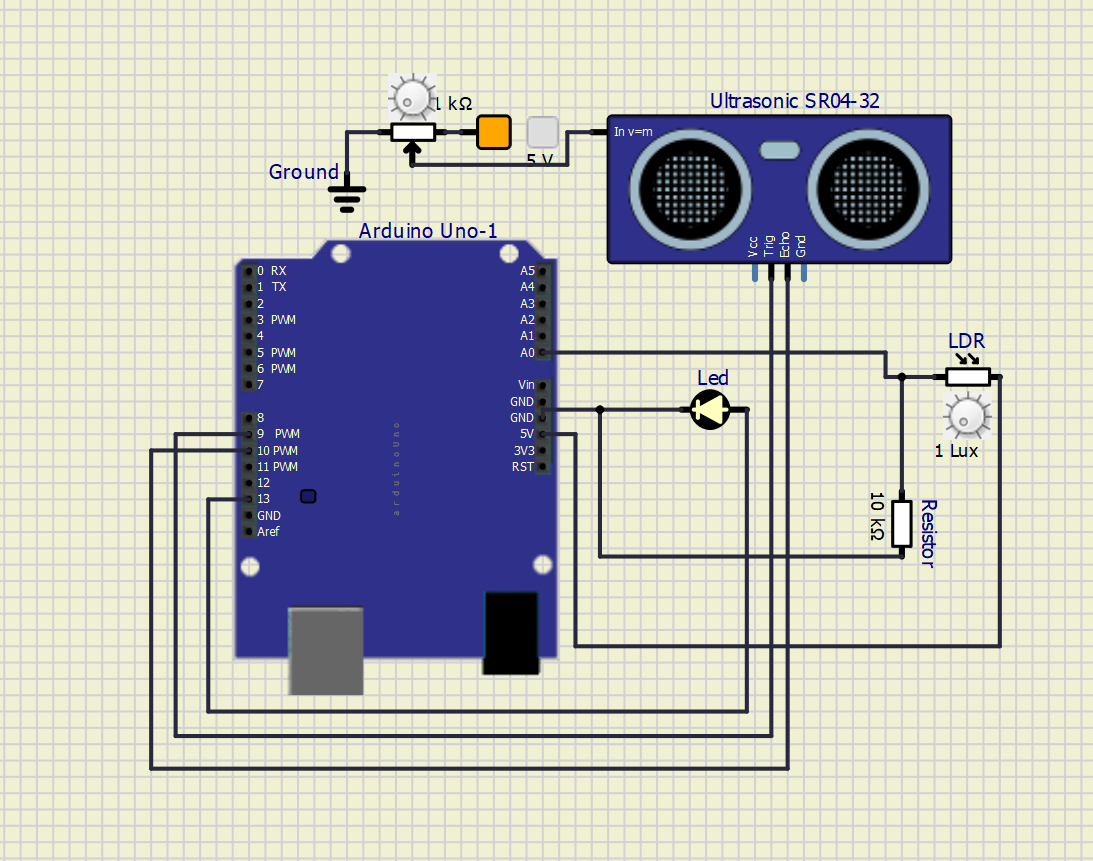 1 kΩ
5 V
Ground
Ultrasonic SR04-32
In v=m
Vcc
Trig
Echo
Gnd
Arduino Uno-1
0 RX
1 TX
2
3 PWM
4
5 PWM
6 PWM
7
8
9 PWM
10 PWM
11 PWM
12
13
GND
Aref
A5
A4
A3
A2
A1
A0
Vin
GND
GND
5V
3V3
RST
arduinoUno
Led
LDR
1 Lux
10 kΩ
Resistor